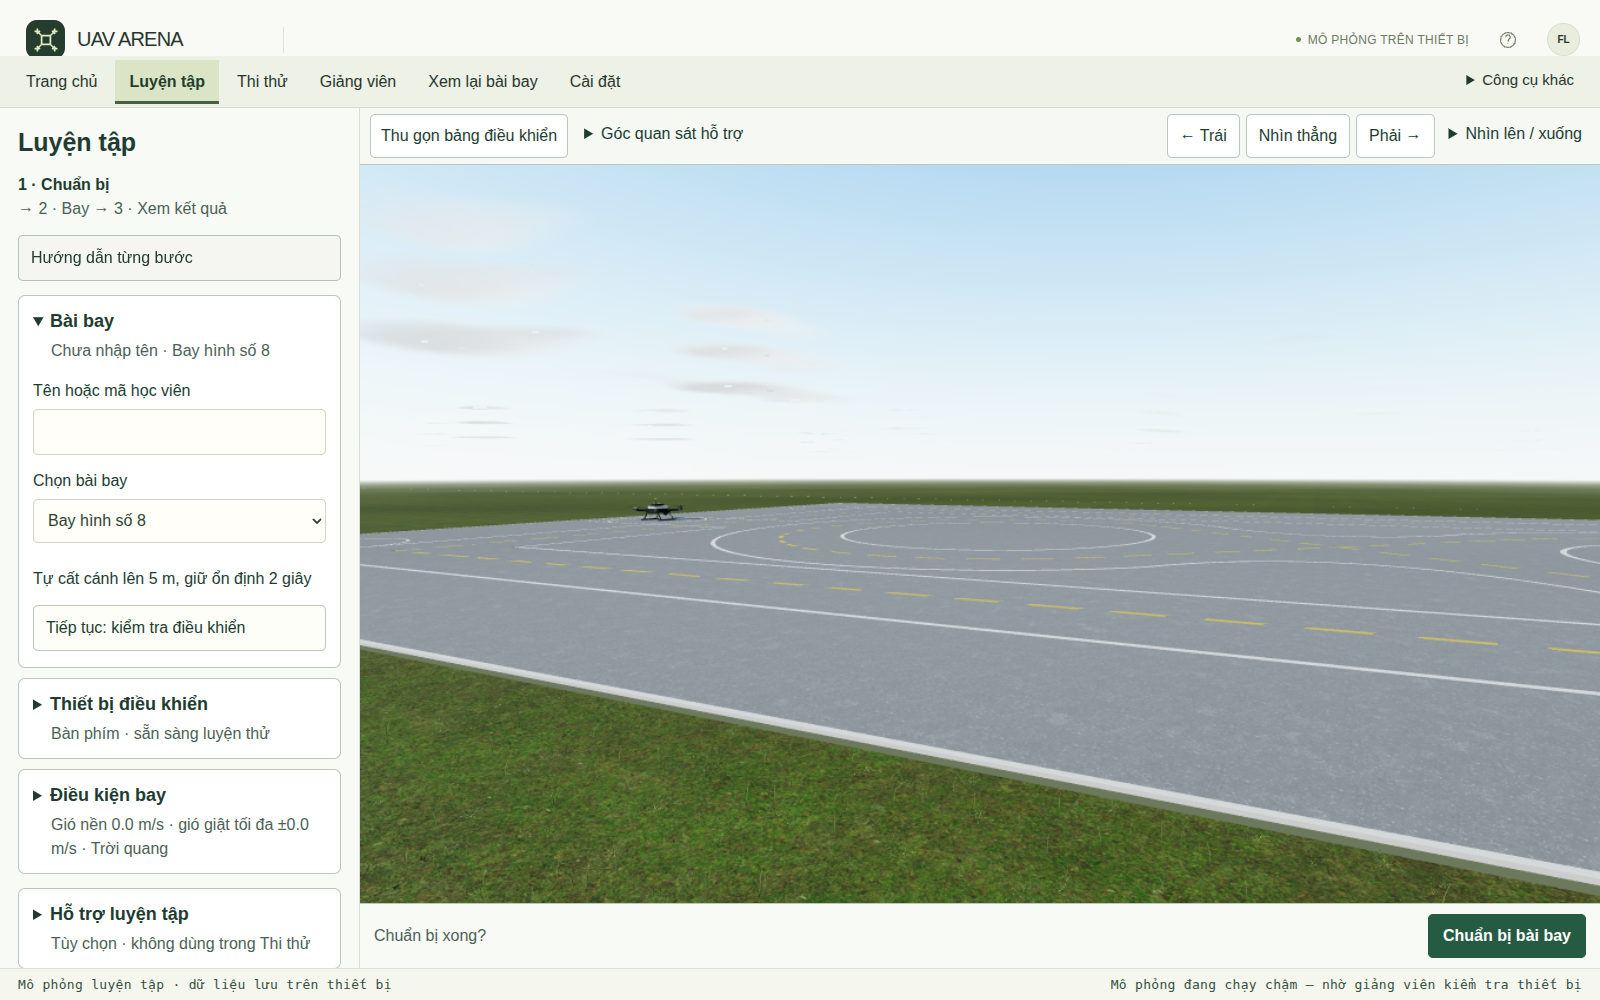 UAV ARENA
MÔ PHỎNG TRÊN THIẾT BỊ
FL
Trang chủ
Luyện tập
Thi thử
Giảng viên
Xem lại bài bay
Cài đặt
Công cụ khác
Luyện tập
1 · Chuẩn bị
→ 2 · Bay → 3 · Xem kết quả
Hướng dẫn từng bước
Bài bay
Chưa nhập tên · Bay hình số 8
Tên hoặc mã học viên
Chọn bài bay
Bay hình số 8
Tự cất cánh lên 5 m, giữ ổn định 2 giây
Tiếp tục: kiểm tra điều khiển
Thiết bị điều khiển
Bàn phím · sẵn sàng luyện thử
Điều kiện bay
Gió nền 0.0 m/s · gió giật tối đa ±0.0
m/s · Trời quang
Hỗ trợ luyện tập
Tùy chọn · không dùng trong Thi thử
Thu gọn bảng điều khiển
Góc quan sát hỗ trợ
← Trái
Nhìn thẳng
Phải →
Nhìn lên / xuống
Chuẩn bị xong?
Chuẩn bị bài bay
Mô phỏng luyện tập · dữ liệu lưu trên thiết bị
Mô phỏng đang chạy chậm — nhờ giảng viên kiểm tra thiết bị